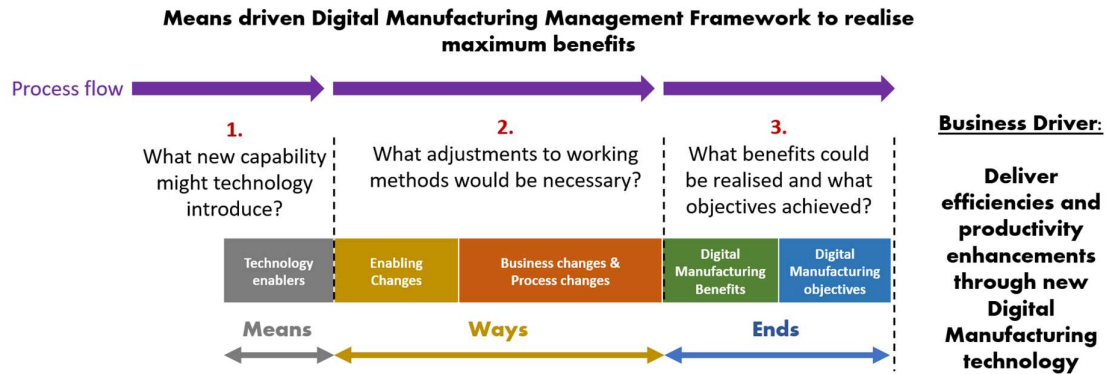 Means driven Digital Manufacturing Management Framework to realise
maximum benefits
Process flow
1.
What new capability
might technology
introduce?
2.
What adjustments to working
methods would be necessary?
3.
What benefits could
be realised and what
objectives achieved?
Technology
enablers
Enabling
Changes
Business changes &
Process changes
Digital
Manufacturing
Benefits
Digital
Manufacturing
objectives
Means
Ways
Ends
Business Driver:
Deliver
efficiencies and
productivity
enhancements
through new
Digital
Manufacturing
technology